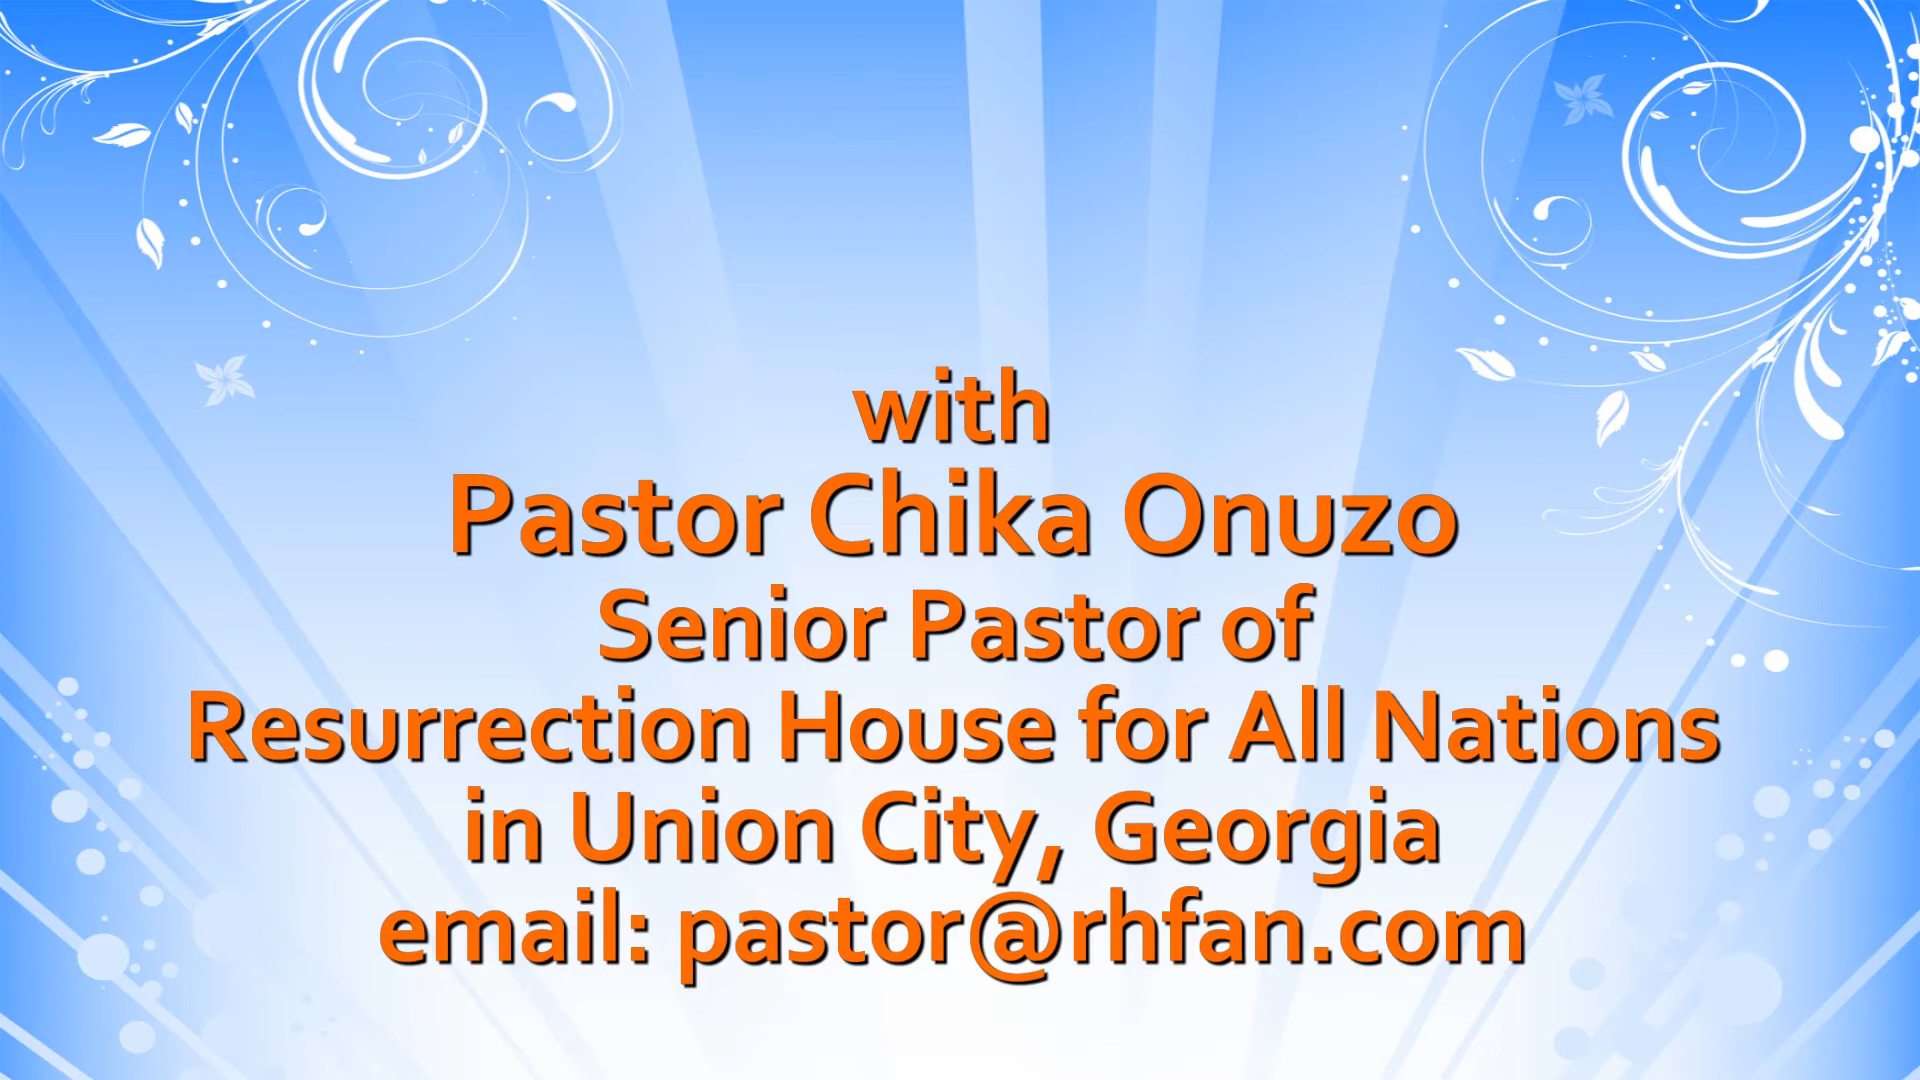 with
Pastor Chika Onuzo
Senior Pastor of
Resurrection House for All Nations
in Union City, Georgia
email: pastor@rhfan.com